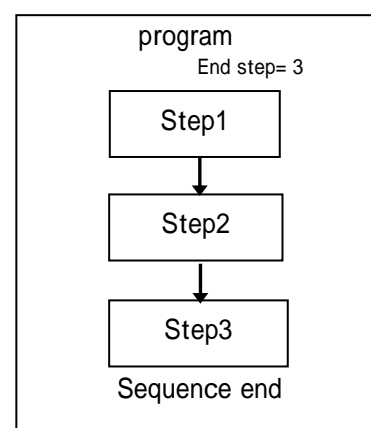 program
End step= 3
Step1
Step2
Step3
Sequence end